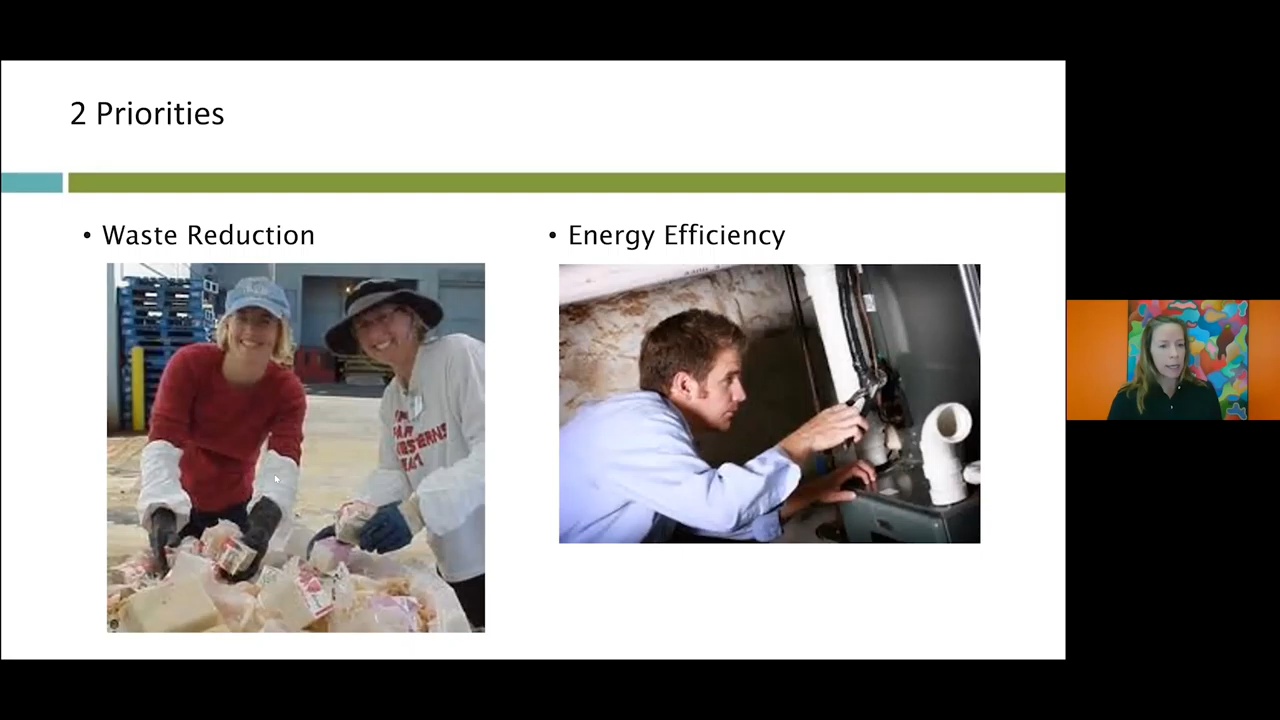 2 Priorities
• Waste Reduction
• Energy Efficiency